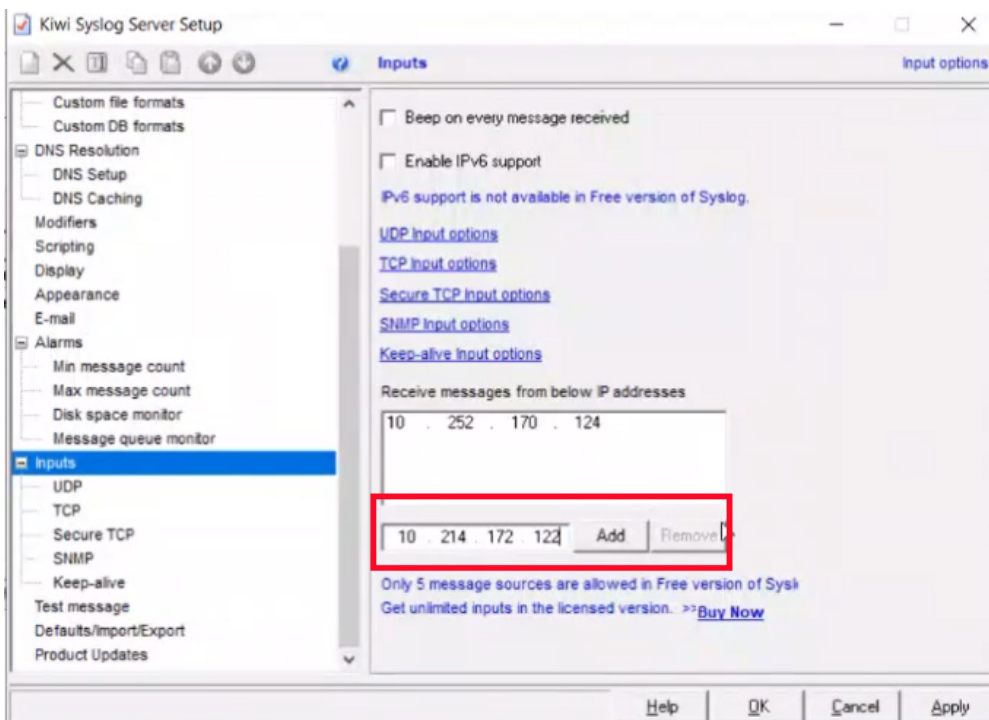 Kiwi Syslog Server Setup
Inputs
Input options
Custom file formats
Custom DB formats
DNS Resolution
DNS Setup
DNS Caching
Modifiers
Scripting
Display
Appearance
E-mail
Alarms
Min message count
Max message count
Disk space monitor
Message queue monitor
Inputs
UDP
TCP
Secure TCP
SNMP
Keep-alive
Test message
Defaults/Import/Export
Product Updates
Beep on every message received
Enable IPv6 support
IPv6 support is not available in Free version of Syslog.
UDP Input options
TCP Input options
Secure TCP Input options
SNMP Input options
Keep-alive Input options
Receive messages from below IP addresses
10 . 252 . 170 . 124
10 . 214 . 172 . 122 Add Remove
Only 5 message sources are allowed in Free version of Sysl
Get unlimited inputs in the licensed version. >>Buy Now
Help OK Cancel Apply